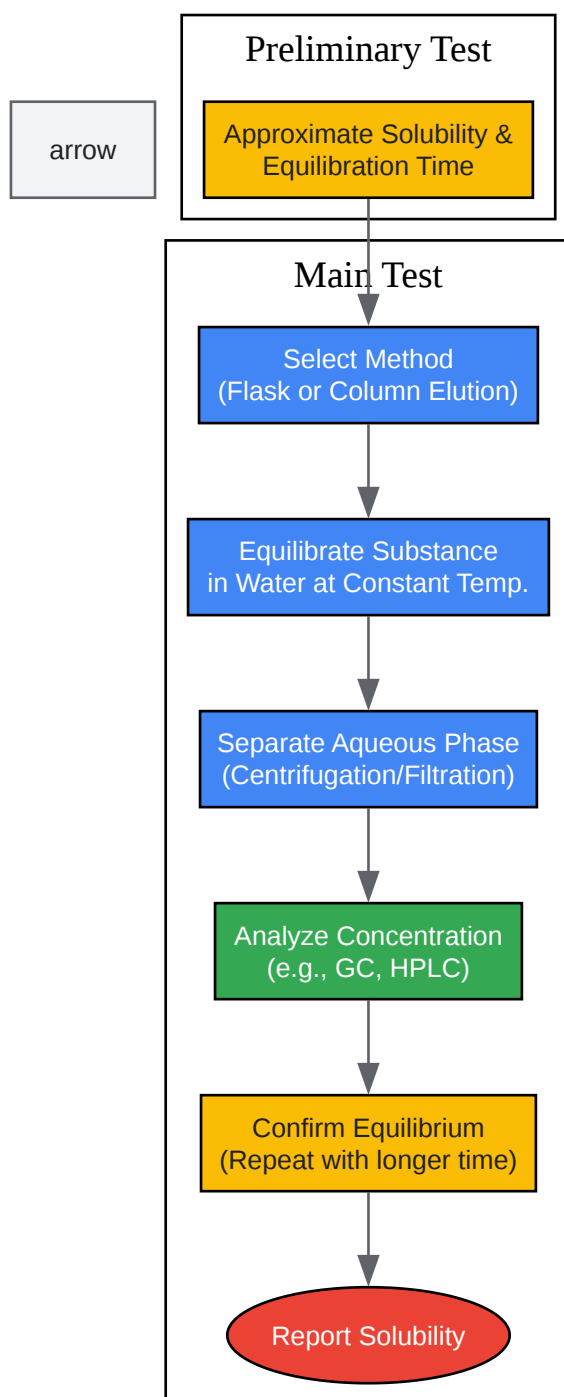 Preliminary Test
arrow
Approximate Solubility &
Equilibration Time
Main Test
Select Method
(Flask or Column Elution)
Equilibrate Substance
in Water at Constant Temp.
Separate Aqueous Phase
(Centrifugation/Filtration)
Analyze Concentration
(e.g., GC, HPLC)
Confirm Equilibrium
(Repeat with longer time)
Report Solubility